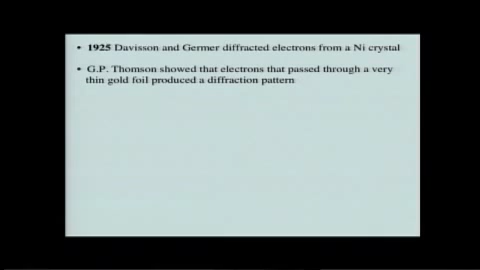 • 1925 Davisson and Germer diffracted electrons from a Ni crystal
• G.P. Thomson showed that electrons that passed through a very
thin gold foil produced a diffraction pattern